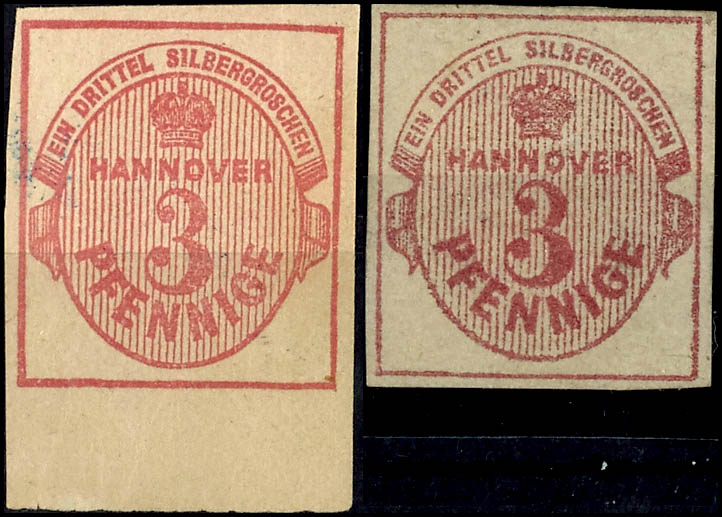 EIN DRITTEL SILBERGROSCHEN
HANNOVER
3
PFENNIGE
EIN DRITTEL SILBERGROSCHEN
HANNOVER
3
PFENNIGE